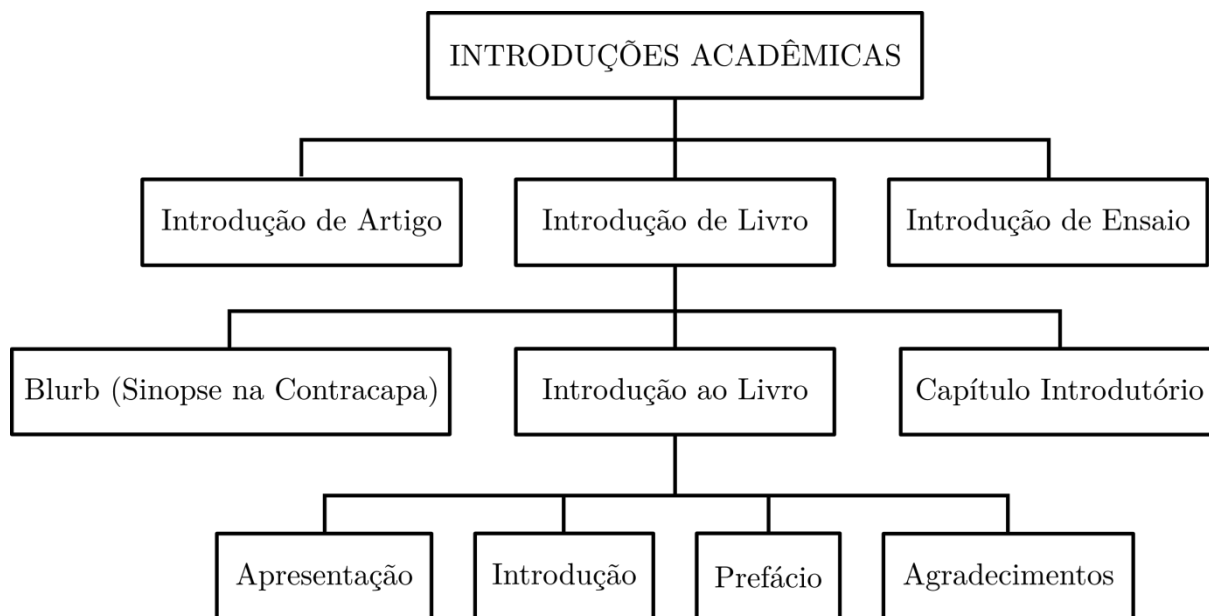 INTRODUÇÕES ACADÊMICAS
Introdução de Artigo
Introdução de Livro
Introdução de Ensaio
Blurb (Sinopse na Contracapa)
Introdução ao Livro
Capítulo Introdutório
Apresentação
Introdução
Prefácio
Agradecimentos